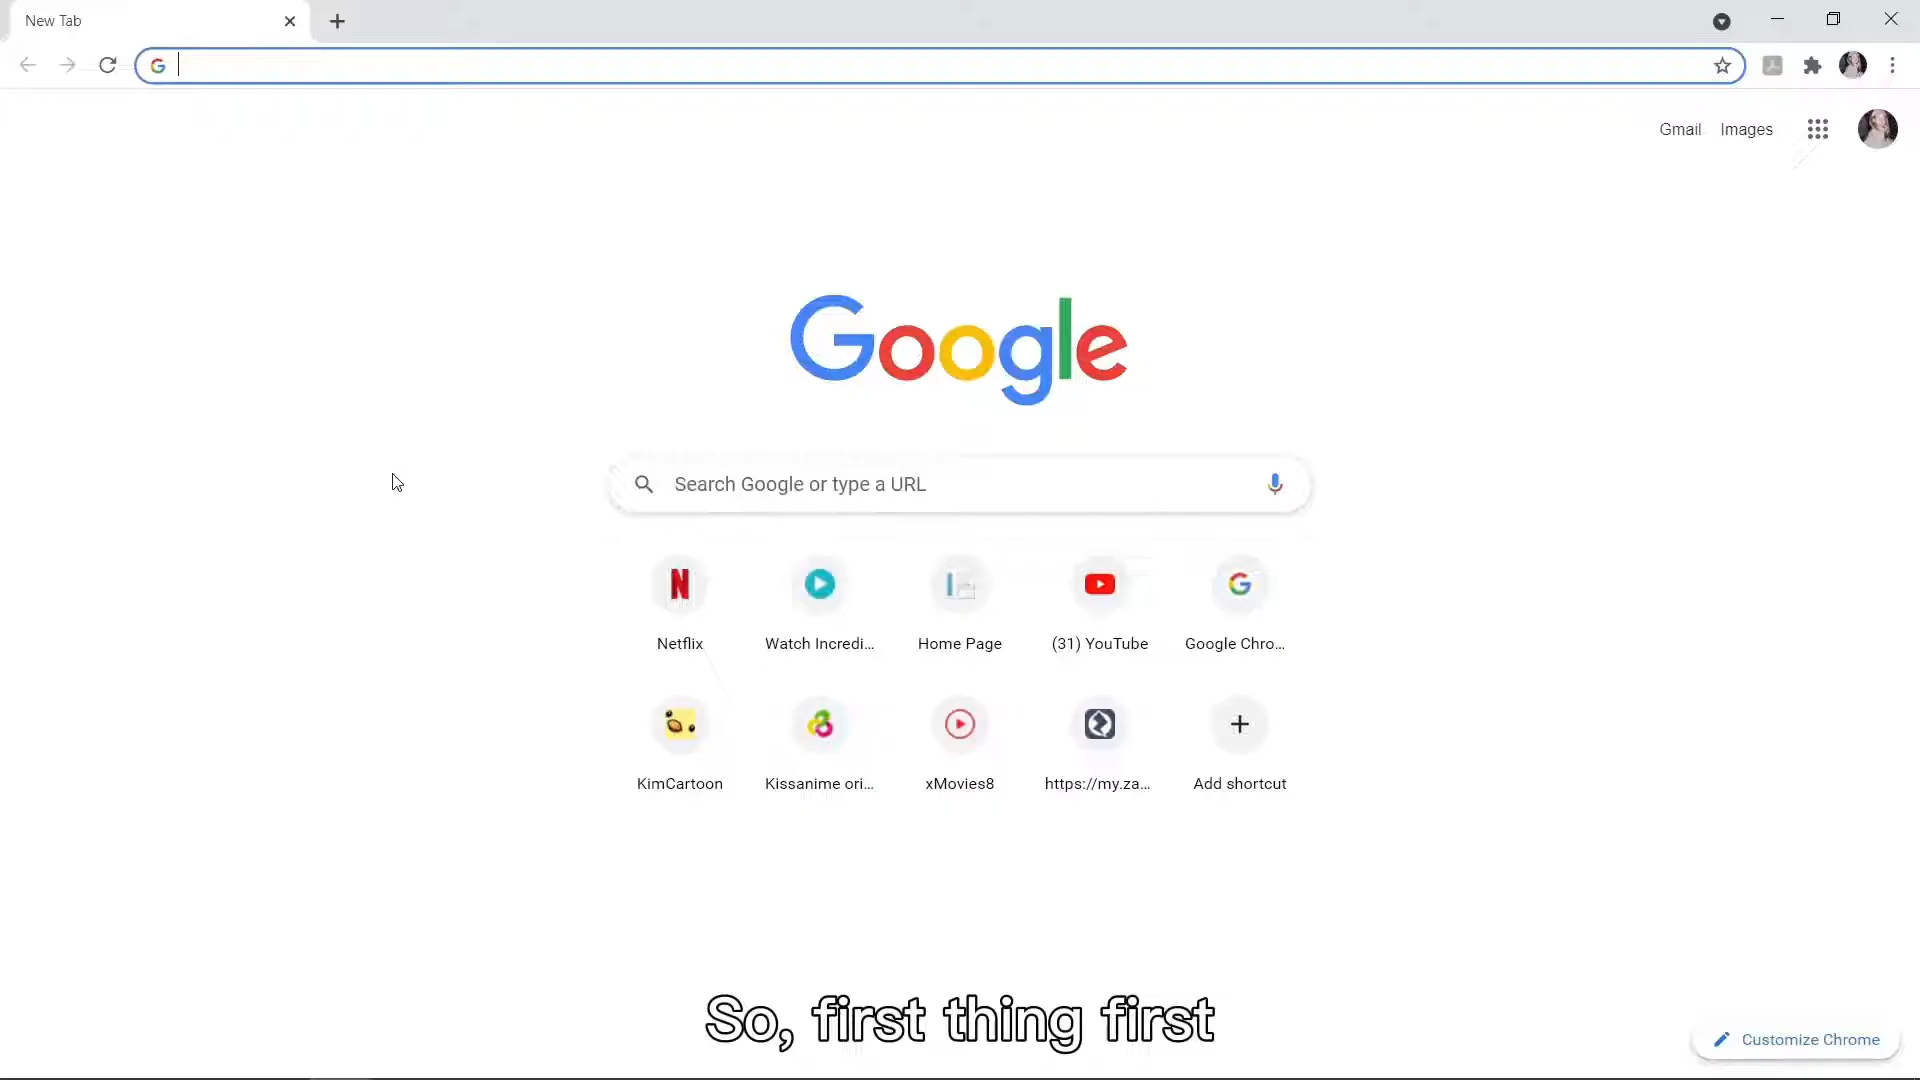 New Tab
Gmail Images
Google
Search Google or type a URL
Netflix
Watch Incredi...
Home Page
(31) YouTube
Google Chro...
KimCartoon
Kissanime ori...
xMovies8
https://my.za...
Add shortcut
So, first thing first
Customize Chrome